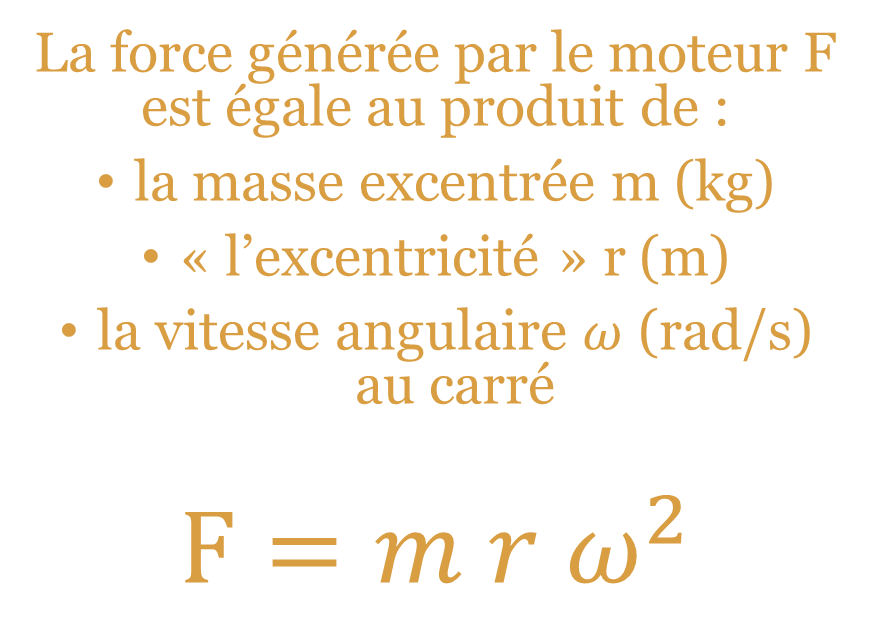 La force générée par le moteur F
est égale au produit de :
• la masse excentrée m (kg)
• « l’excentricité » r (m)
• la vitesse angulaire ω (rad/s)
au carré
F = m r ω²